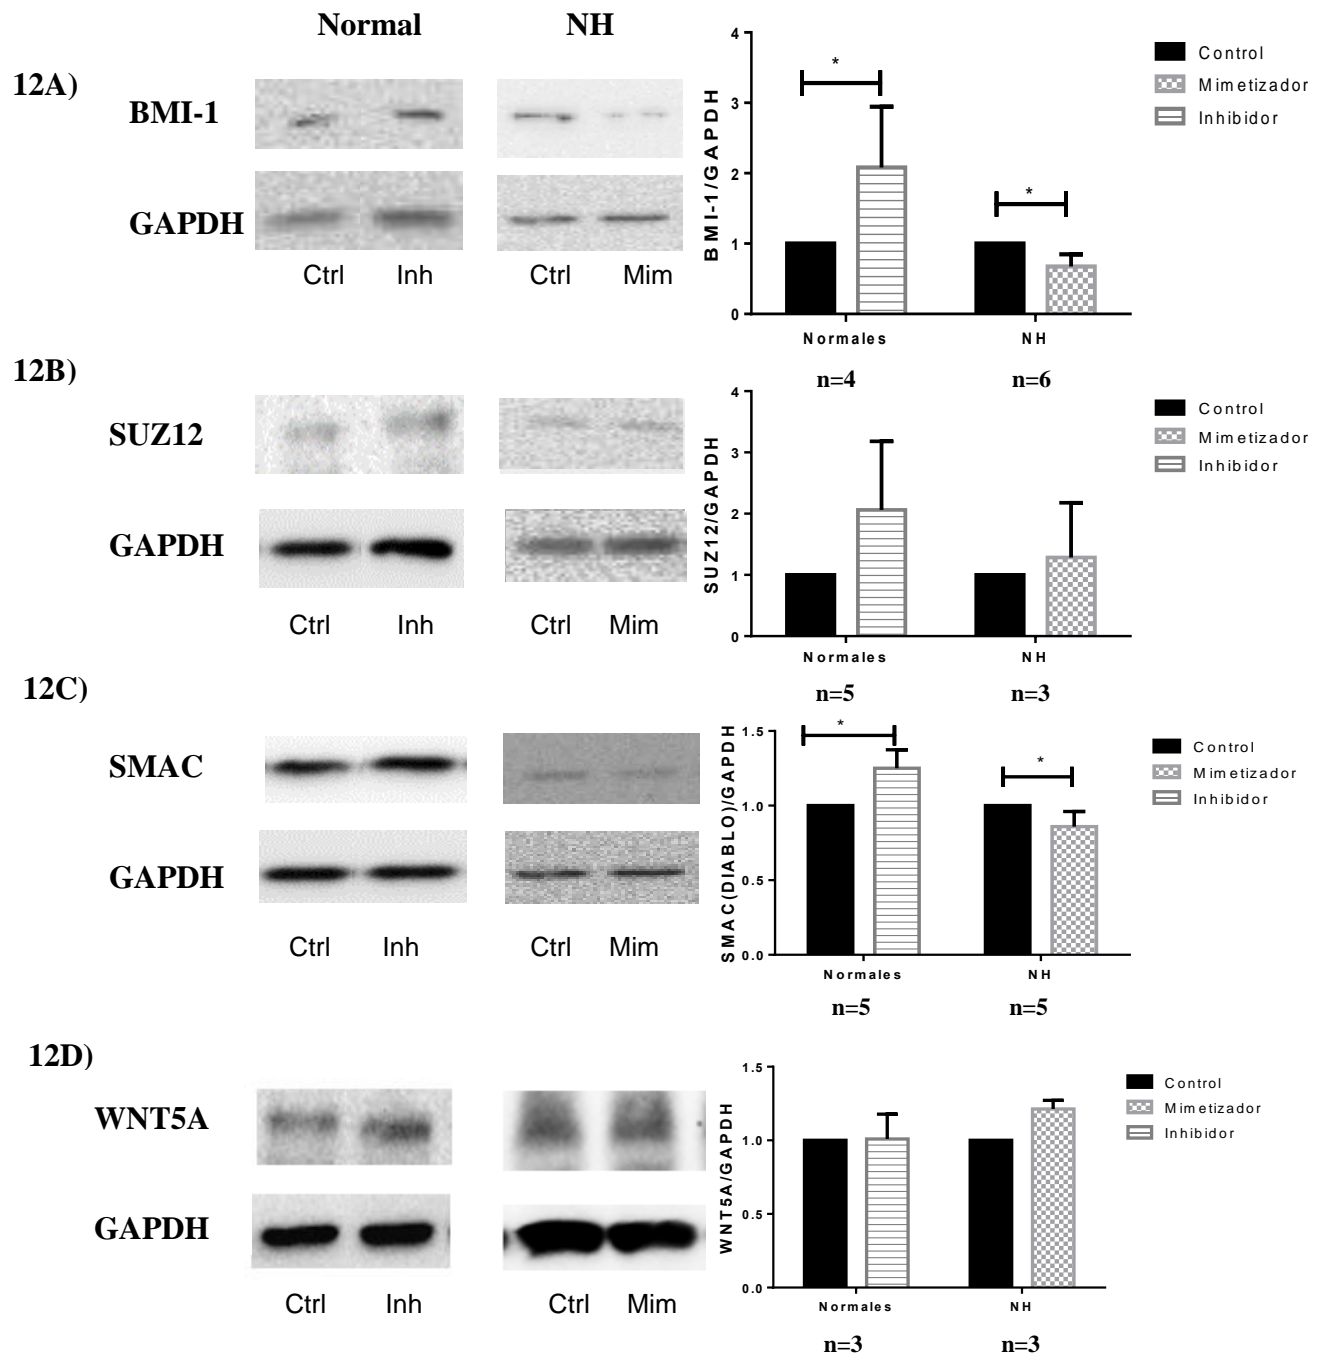 Normal NH
12A)
BMI-1
GAPDH
Ctrl Inh Ctrl Mim
BMI-1/GAPDH
4
3
2
1
0
*
*
Normales NH
n=4 n=6
Control
Mimetizador
Inhibidor
12B)
SUZ12
GAPDH
Ctrl Inh Ctrl Mim
SUZ12/GAPDH
4
3
2
1
0
Normales NH
n=5 n=3
Control
Mimetizador
Inhibidor
12C)
SMAC
GAPDH
Ctrl Inh Ctrl Mim
SMAC(DIABLO)/GAPDH
1.5
1.0
0.5
0.0
*
*
Normales NH
n=5 n=5
Control
Mimetizador
Inhibidor
12D)
WNT5A
GAPDH
Ctrl Inh Ctrl Mim
WNT5A/GAPDH
1.5
1.0
0.5
0.0
Normales NH
n=3 n=3
Control
Mimetizador
Inhibidor